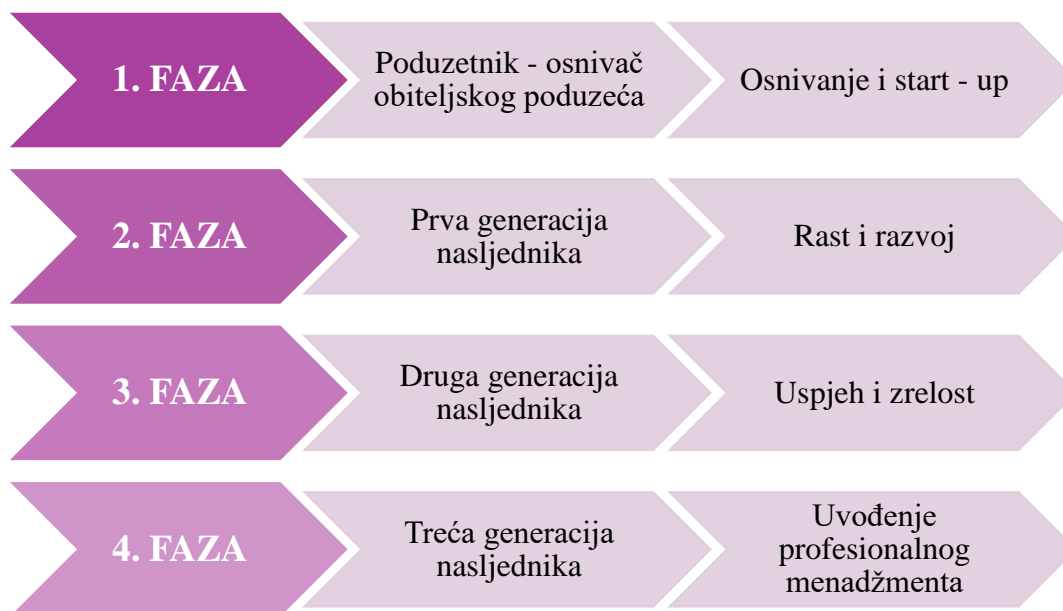 1. FAZA
Poduzetnik - osnivač
obiteljskog poduzeća
Osnivanje i start - up
2. FAZA
Prva generacija
nasljednika
Rast i razvoj
3. FAZA
Druga generacija
nasljednika
Uspjeh i zrelost
4. FAZA
Treća generacija
nasljednika
Uvođenje
profesionalnog
menadžmenta